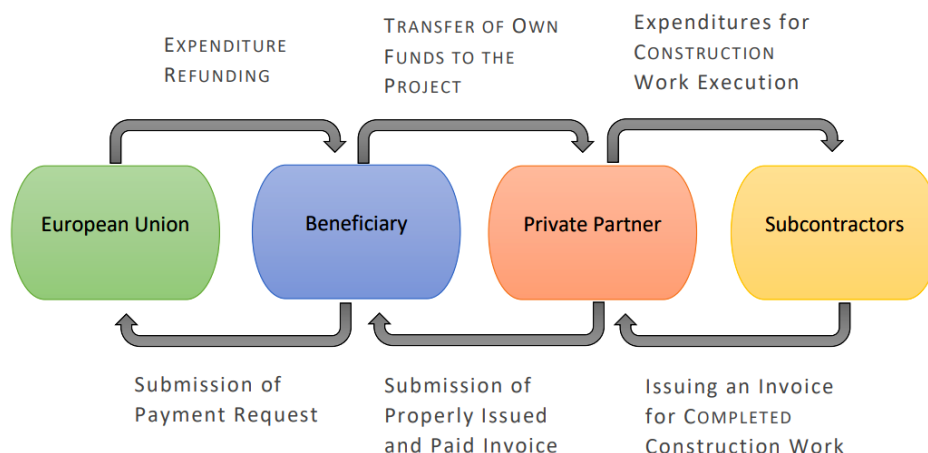 EXPENDITURE
REFUNDING
TRANSFER OF OWN
FUNDS TO THE
PROJECT
Expenditures for
CONSTRUCTION
Work Execution
European Union
Beneficiary
Private Partner
Subcontractors
Submission of
Payment Request
Submission of
Properly Issued
and Paid Invoice
Issuing an Invoice
for COMPLETED
Construction Work